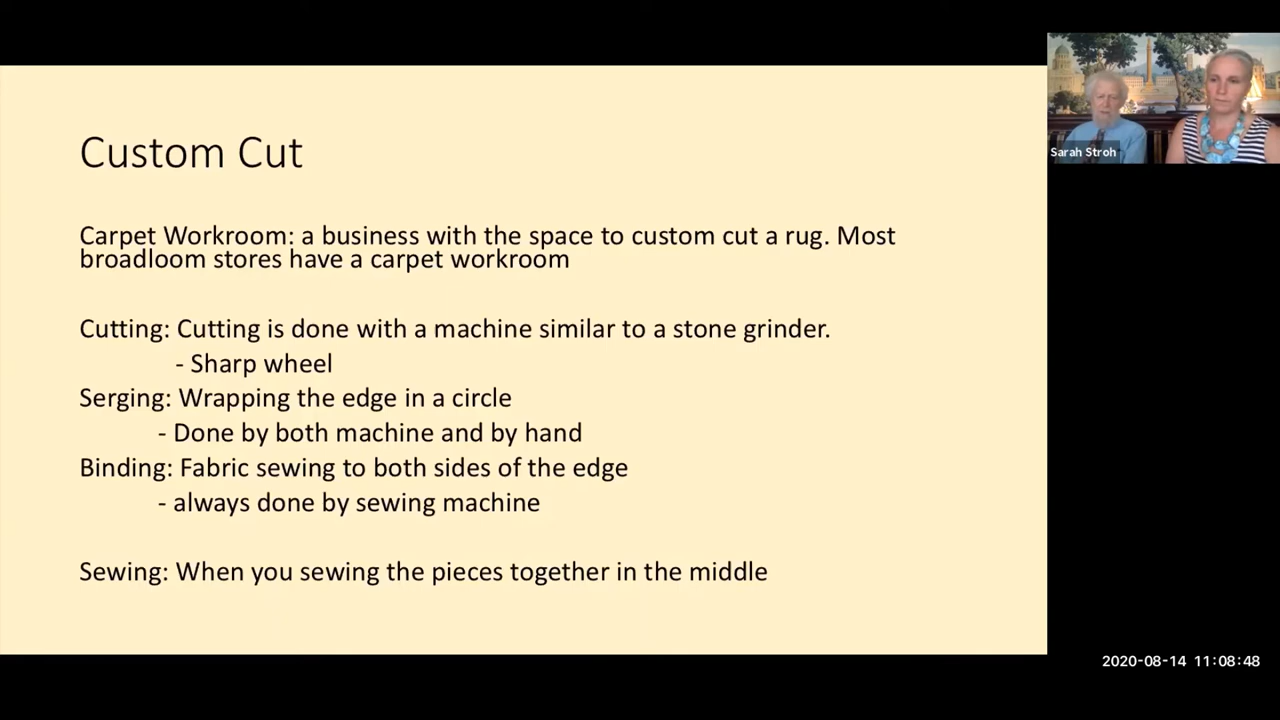 Custom Cut
Carpet Workroom: a business with the space to custom cut a rug. Most
broadloom stores have a carpet workroom
Cutting: Cutting is done with a machine similar to a stone grinder.
- Sharp wheel
Serging: Wrapping the edge in a circle
- Done by both machine and by hand
Binding: Fabric sewing to both sides of the edge
- always done by sewing machine
Sewing: When you sewing the pieces together in the middle
Sarah Stroh
2020-08-14 11:08:48